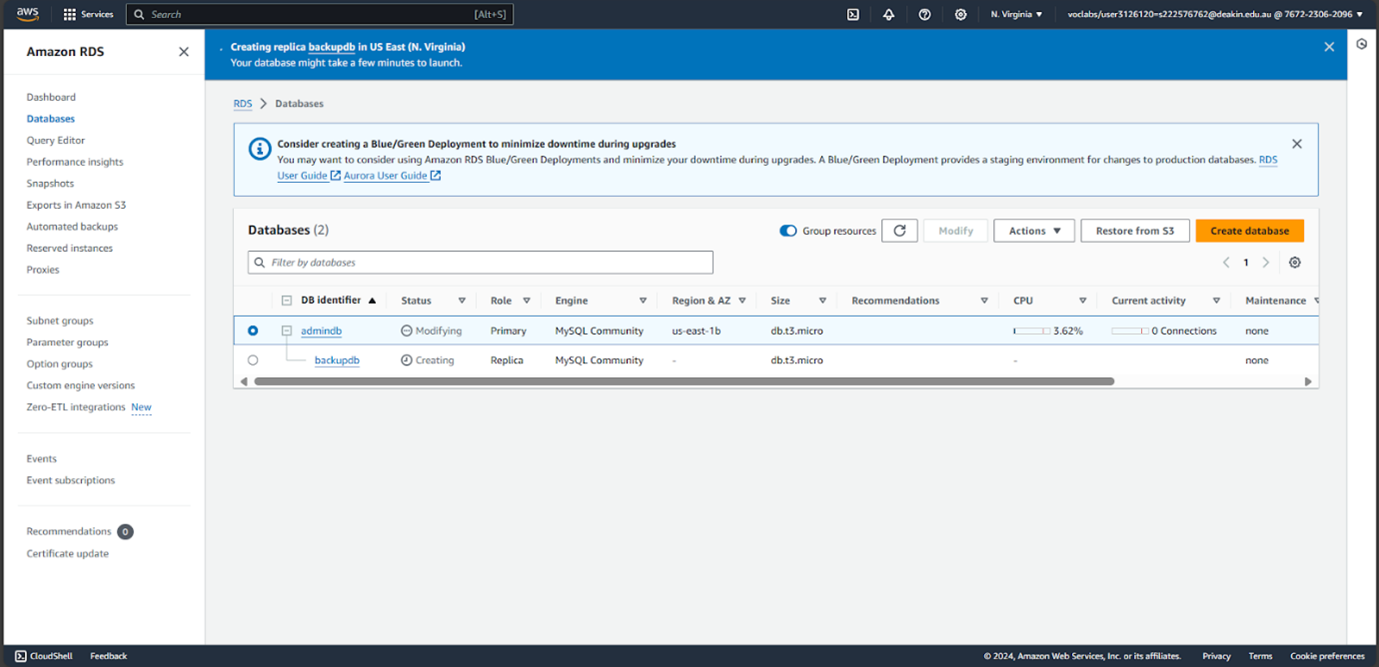 aws Services Search [Alt+S] N. Virginia voclabs/user3126120=s222576762@deakin.edu.au @ 7672-2306-2096
Amazon RDS
Dashboard
Databases
Query Editor
Performance insights
Snapshots
Exports in Amazon S3
Automated backups
Reserved instances
Proxies
Subnet groups
Parameter groups
Option groups
Custom engine versions
Zero-ETL integrations New
Events
Event subscriptions
Recommendations 0
Certificate update
Creating replica backupdb in US East (N. Virginia)
Your database might take a few minutes to launch.
RDS Databases
Consider creating a Blue/Green Deployment to minimize downtime during upgrades
You may want to consider using Amazon RDS Blue/Green Deployments and minimize your downtime during upgrades. A Blue/Green Deployment provides a staging environment for changes to production databases. RDS
User Guide Aurora User Guide
Databases (2) Group resources Modify Actions Restore from S3 Create database
Filter by databases 1
DB identifier Status Role Engine Region & AZ Size Recommendations CPU Current activity Maintenance
admindb Modifying Primary MySQL Community us-east-1b db.t3.micro 3.62% 0 Connections none
backupdb Creating Replica MySQL Community - db.t3.micro - none
CloudShell Feedback © 2024, Amazon Web Services, Inc. or its affiliates. Privacy Terms Cookie preferences